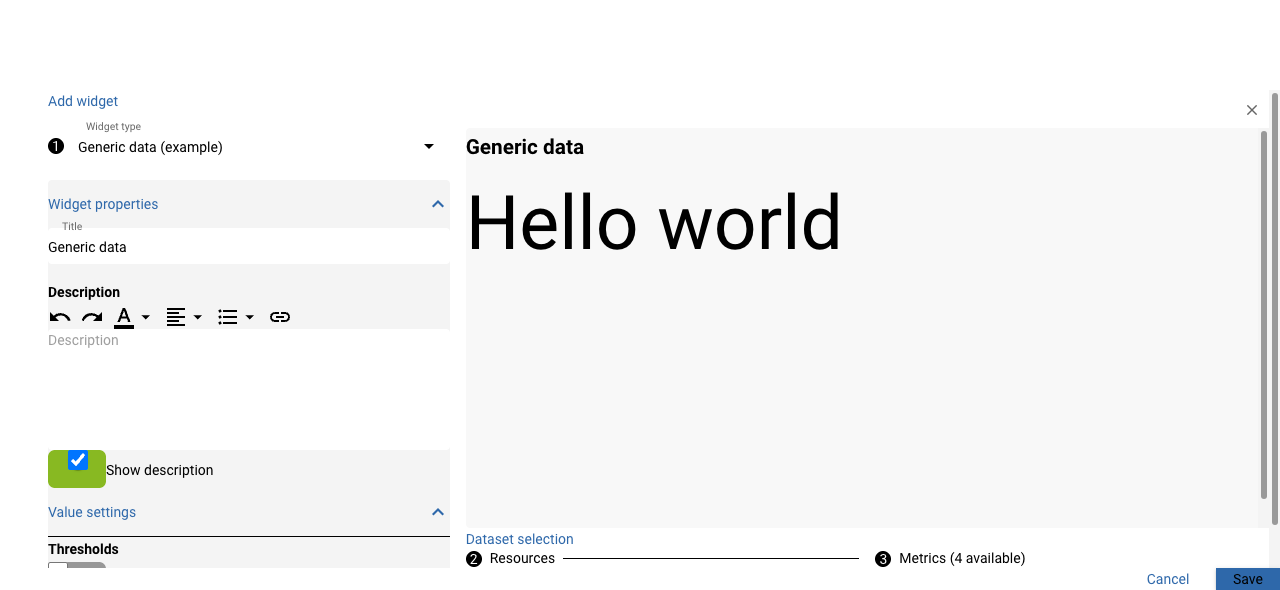 Add widget
Widget type
1 Generic data (example)
Widget properties
Title
Generic data
Description
A
Description
Show description
Value settings
Thresholds
Generic data
Hello world
Dataset selection
2 Resources
3 Metrics (4 available)
Cancel
Save